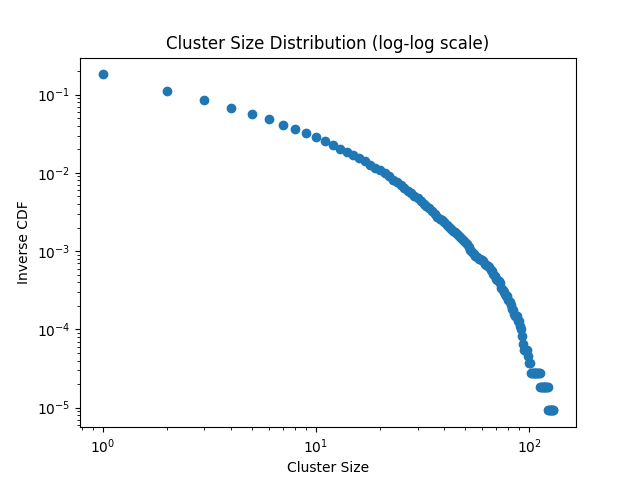 Cluster Size Distribution (log-log scale)
Inverse CDF
10⁻¹
10⁻²
10⁻³
10⁻⁴
10⁻⁵
10⁰ 10¹ 10²
Cluster Size